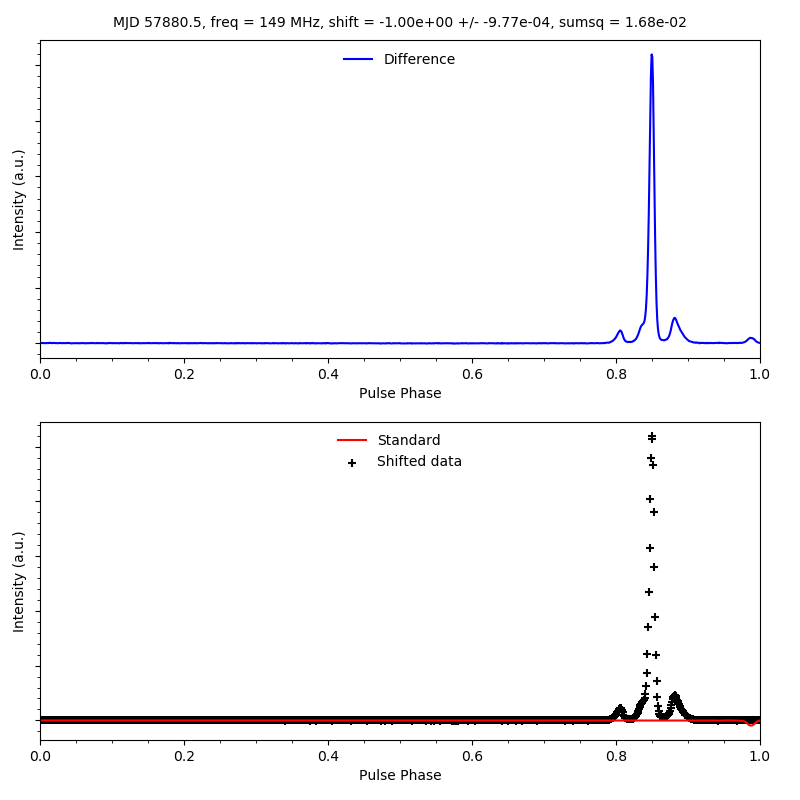 MJD 57880.5, freq = 149 MHz, shift = -1.00e+00 +/- -9.77e-04, sumsq = 1.68e-02
Difference
Intensity (a.u.)
0.0 0.2 0.4 0.6 0.8 1.0
Pulse Phase
Standard
Shifted data
Intensity (a.u.)
0.0 0.2 0.4 0.6 0.8 1.0
Pulse Phase